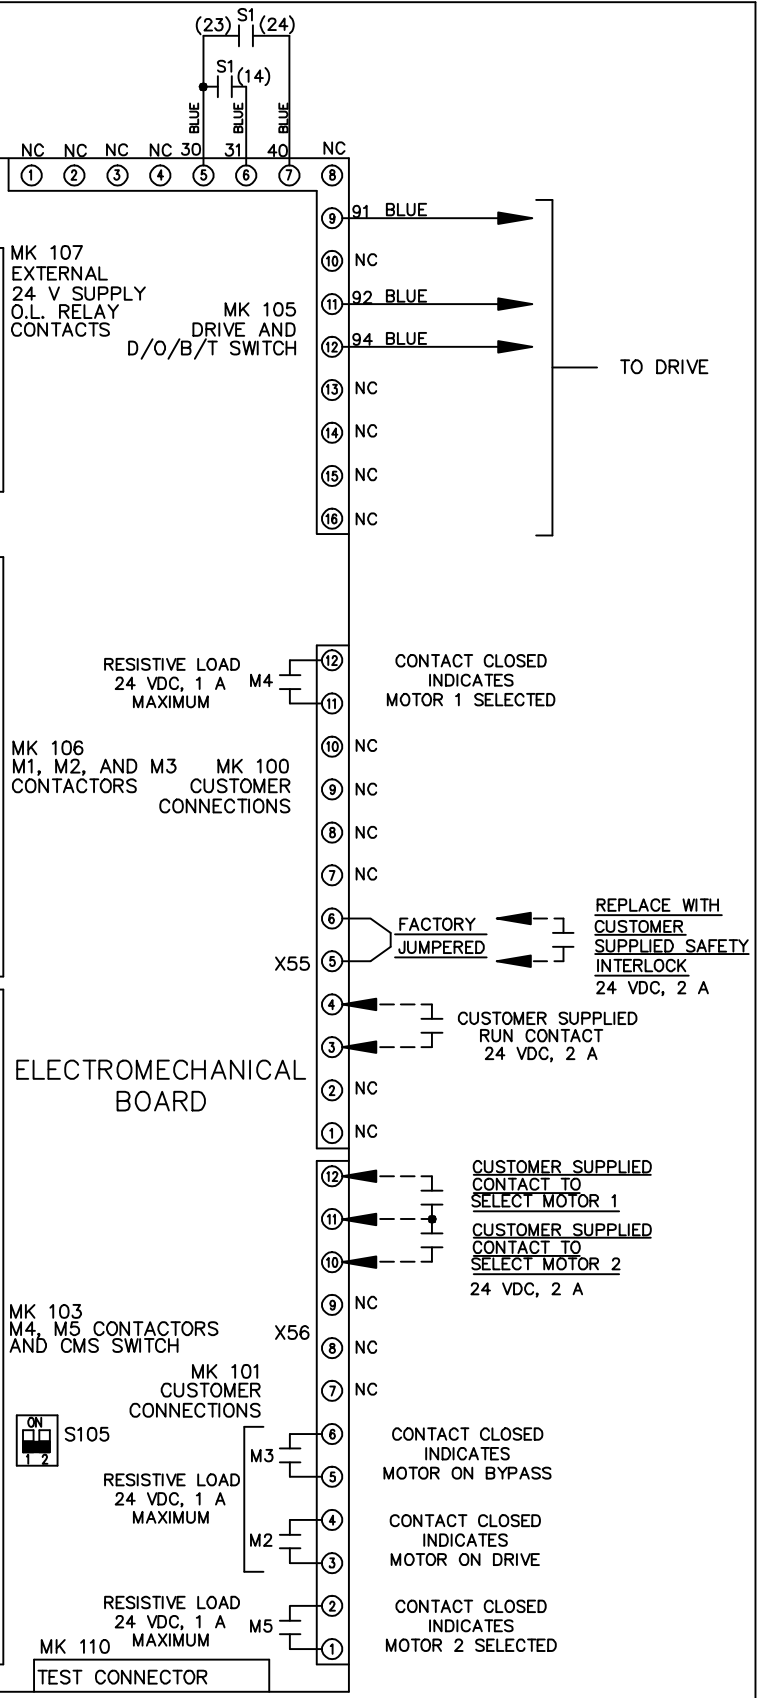 S1
(23) (24)
S1
(14)
BLUE BLUE BLUE
NC NC NC NC 30 31 40 NC
1 2 3 4 5 6 7 8
9 91 BLUE
10 NC
11 92 BLUE
12 94 BLUE
13 NC
14 NC
15 NC
16 NC
TO DRIVE
MK 107
EXTERNAL
24 V SUPPLY
O.L. RELAY
CONTACTS
MK 105
DRIVE AND
D/O/B/T SWITCH
RESISTIVE LOAD
24 VDC, 1 A
MAXIMUM
M4
12
11
CONTACT CLOSED
INDICATES
MOTOR 1 SELECTED
MK 106
M1, M2, AND M3
CONTACTORS
MK 100
CUSTOMER
CONNECTIONS
10 NC
9 NC
8 NC
7 NC
6
5
X55
FACTORY
JUMPERED
REPLACE WITH
CUSTOMER
SUPPLIED SAFETY
INTERLOCK
24 VDC, 2 A
4
3
CUSTOMER SUPPLIED
RUN CONTACT
24 VDC, 2 A
2 NC
1 NC
ELECTROMECHANICAL
BOARD
12
11
10
CUSTOMER SUPPLIED
CONTACT TO
SELECT MOTOR 1
CUSTOMER SUPPLIED
CONTACT TO
SELECT MOTOR 2
24 VDC, 2 A
MK 103
M4, M5 CONTACTORS
AND CMS SWITCH
X56
9 NC
8 NC
7 NC
MK 101
CUSTOMER
CONNECTIONS
ON
1 2
S105
M3
6
5
CONTACT CLOSED
INDICATES
MOTOR ON BYPASS
RESISTIVE LOAD
24 VDC, 1 A
MAXIMUM
M2
4
3
CONTACT CLOSED
INDICATES
MOTOR ON DRIVE
RESISTIVE LOAD
24 VDC, 1 A
MAXIMUM
M5
2
1
CONTACT CLOSED
INDICATES
MOTOR 2 SELECTED
MK 110
TEST CONNECTOR